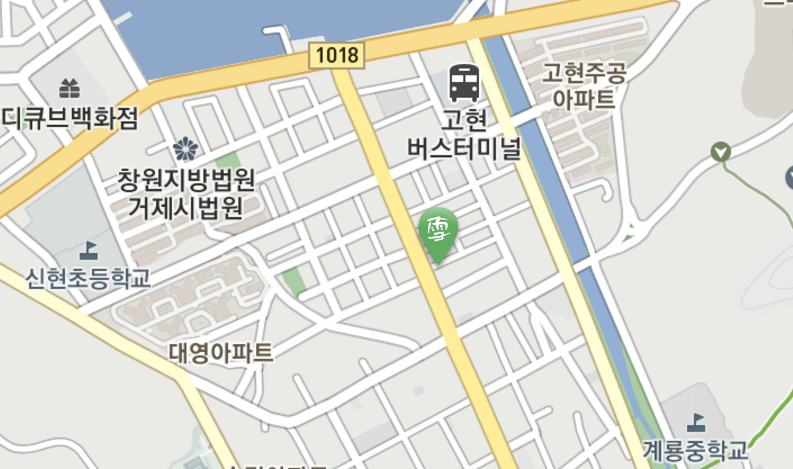 1018
고현주공
아파트
디큐브백화점
고현
버스터미널
창원지방법원
거제시법원
雪
신현초등학교
대영아파트
계룡중학교